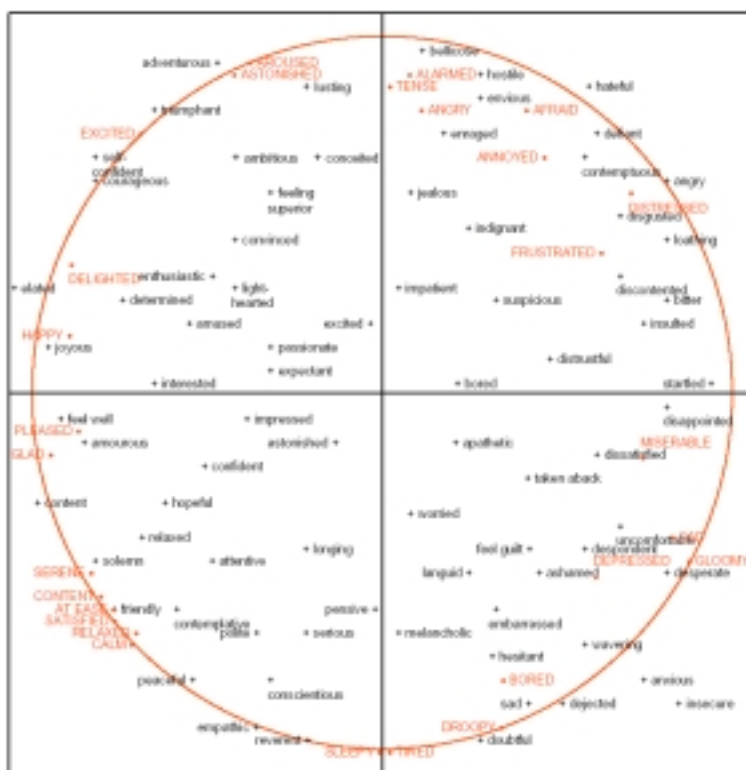 bellicose
adventurous
AROUSED
ASTONISHED
ALARMED
hostile
lusting
TENSE
hateful
envious
triumphant
ANGRY
AFRAID
EXCITED
enraged
defiant
self-
confident
ambitious
conceited
ANNOYED
contemptuous
courageous
angry
feeling
superior
jealous
DISTRESSED
disgusted
indignant
convinced
loathing
FRUSTRATED
DELIGHTED
enthusiastic
discontented
elated
light-
hearted
impatient
determined
suspicious
bitter
amused
excited
insulted
HAPPY
joyous
passionate
distrustful
expectant
interested
bored
startled
feel well
impressed
disappointed
PLEASED
amourous
astonished
apathetic
MISERABLE
GLAD
dissatisfied
confident
taken aback
content
hopeful
worried
uncomfortable
relaxed
longing
feel guilt
despondent
solemn
attentive
DEPRESSED
GLOOMY
SERENE
languid
ashamed
desperate
CONTENT
AT EASE
friendly
contemplative
pensive
embarrassed
SATISFIED
RELAXED
polite
serious
melancholic
CALM
wavering
hesitant
peaceful
conscientious
BORED
anxious
sad
dejected
insecure
empathic
DROOPY
reverent
doubtful
SLEEPY
TIRED